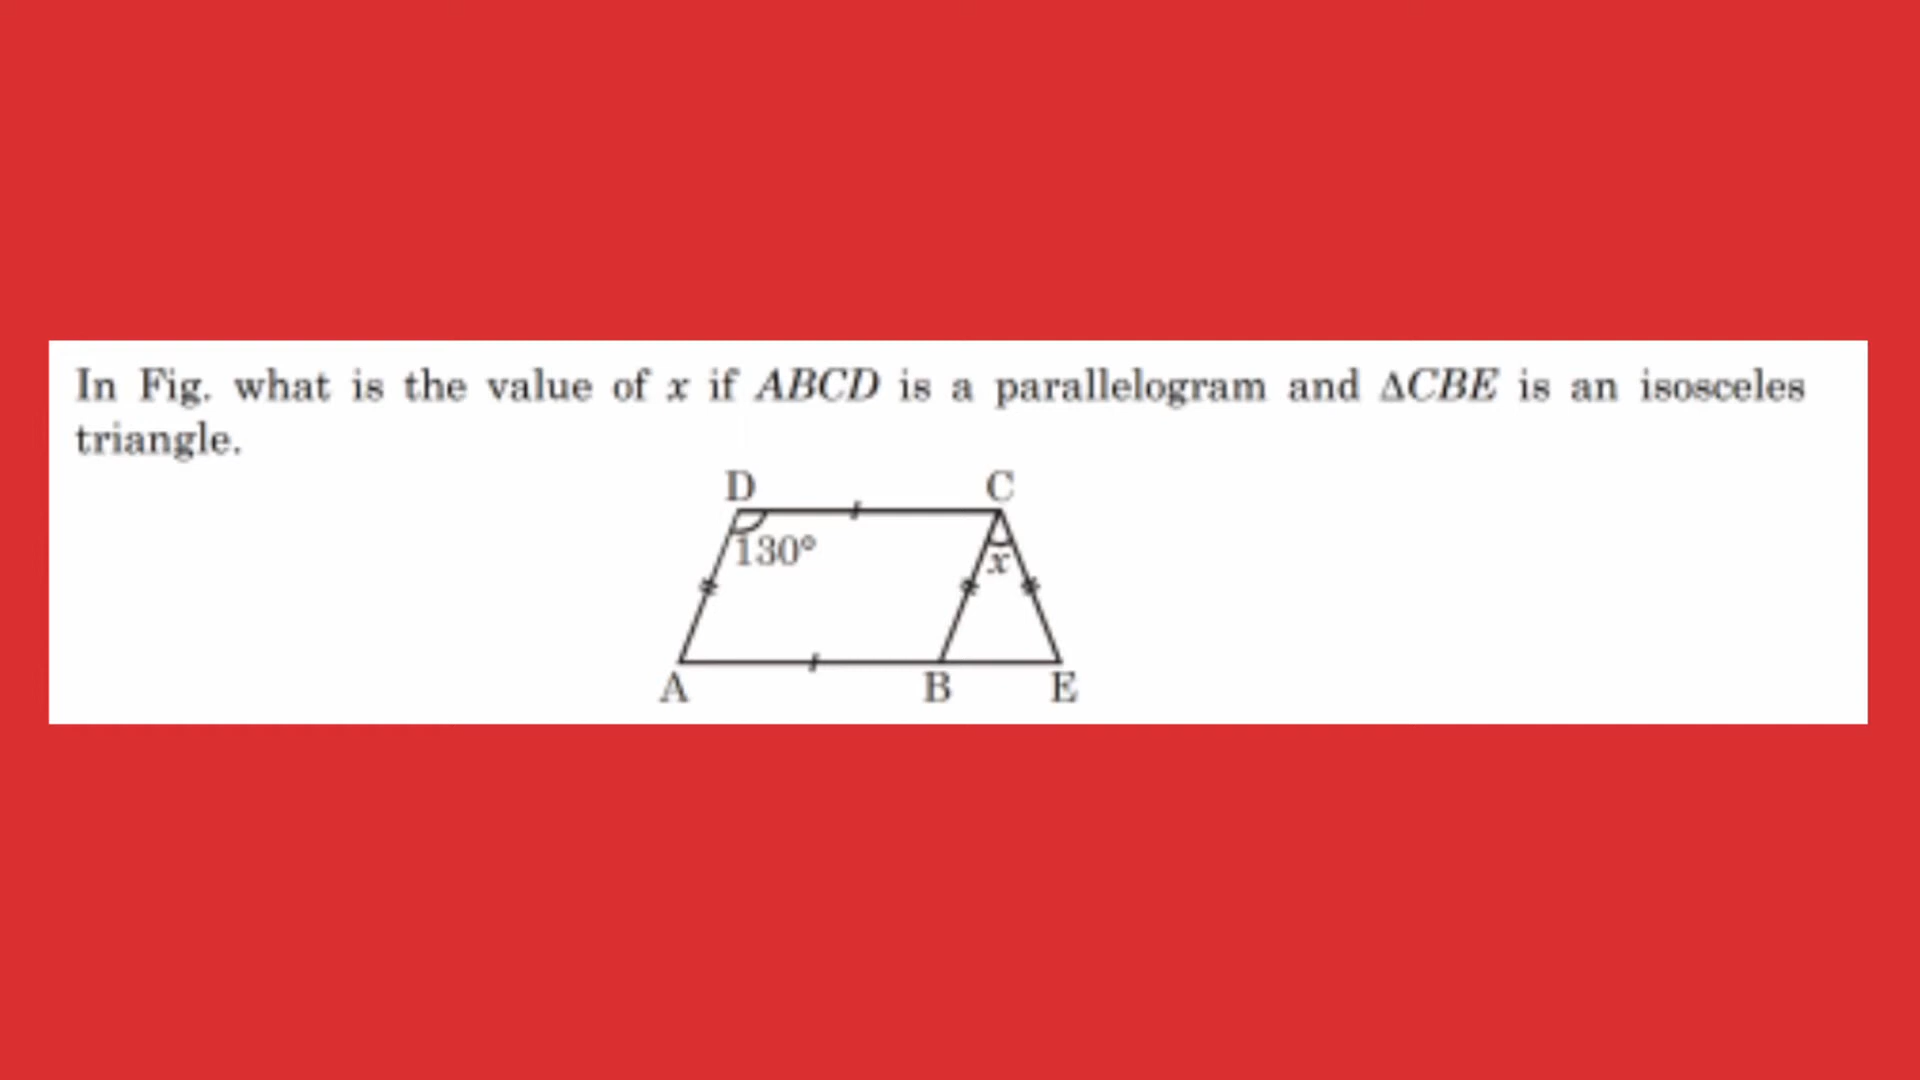 In Fig. what is the value of x if ABCD is a parallelogram and ΔCBE is an isosceles
triangle.
D C
130° x
A B E